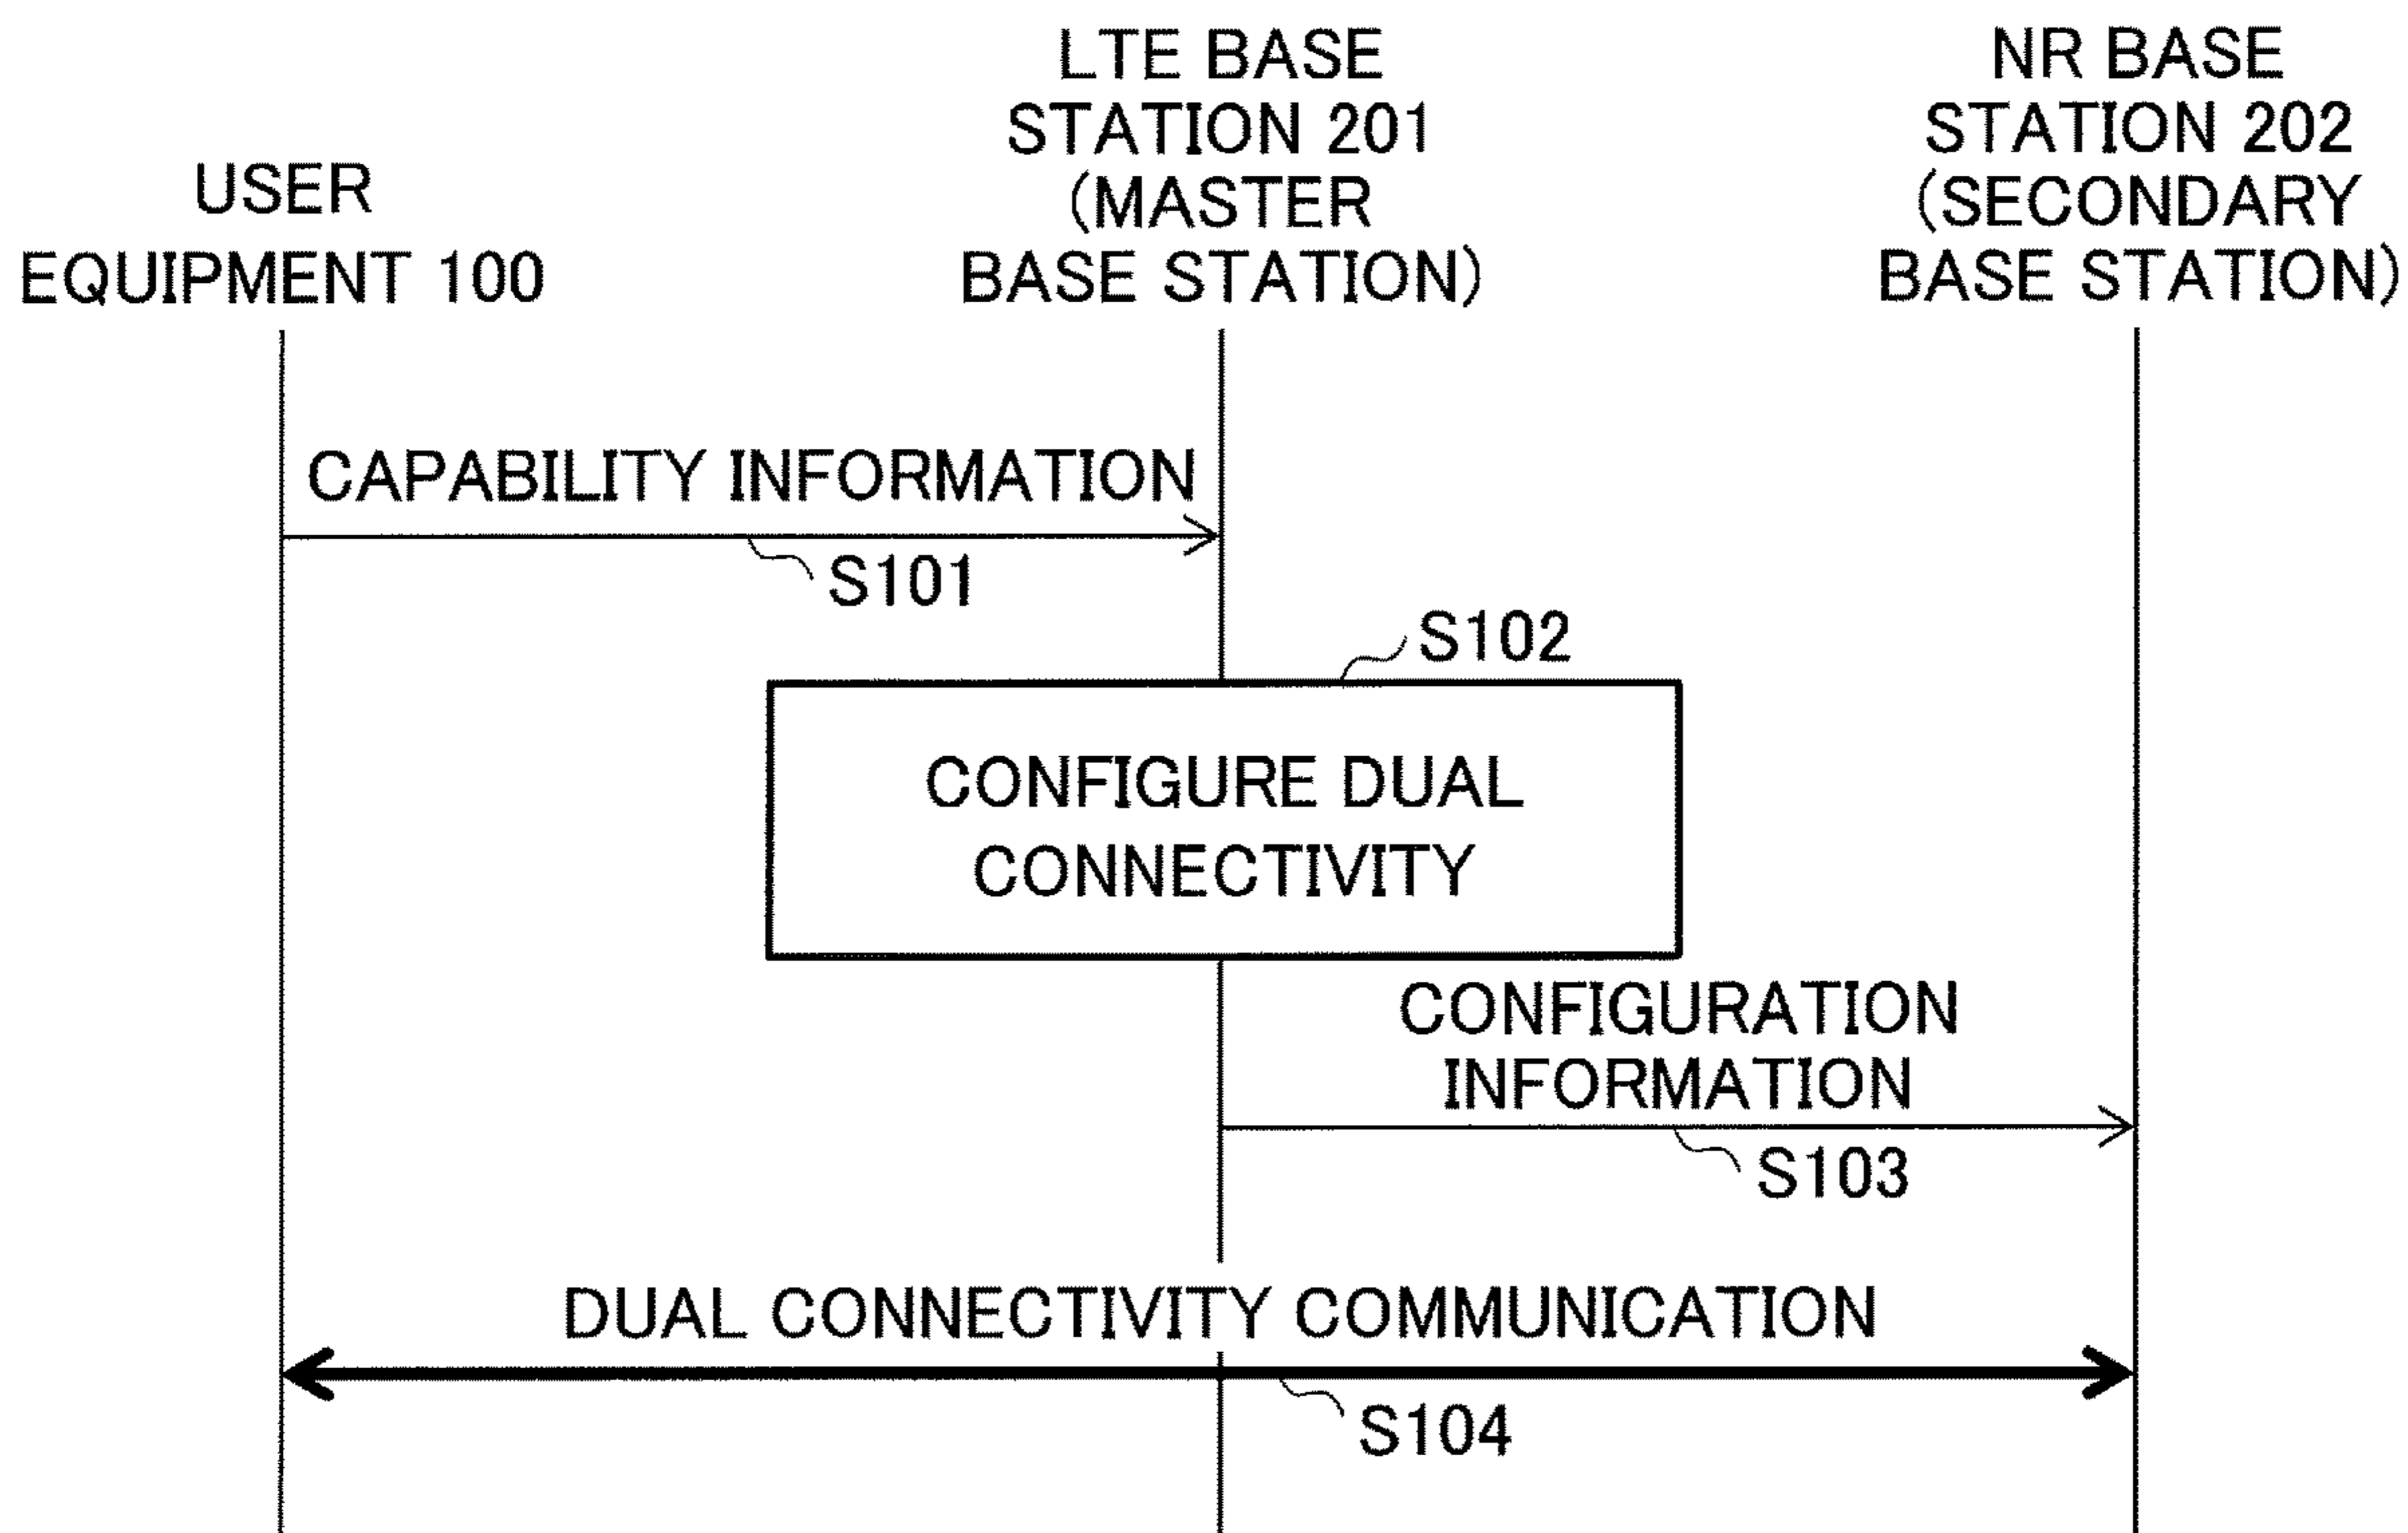 USER
EQUIPMENT 100
LTE BASE
STATION 201
(MASTER
BASE STATION)
NR BASE
STATION 202
(SECONDARY
BASE STATION)
CAPABILITY INFORMATION
S101
S102
CONFIGURE DUAL
CONNECTIVITY
CONFIGURATION
INFORMATION
S103
DUAL CONNECTIVITY COMMUNICATION
S104